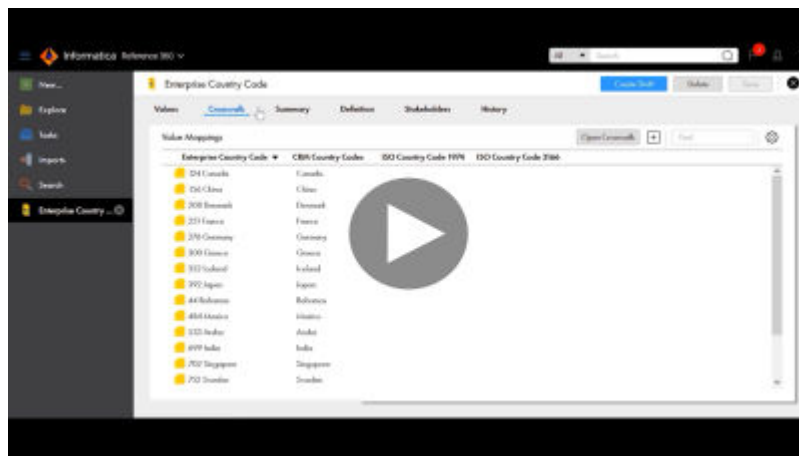 Informatica Reference 360
All Search
New...
Explore
Tasks
Imports
Search
Enterprise Country ...
Enterprise Country Code
Create Draft Delete Save
Values Crosswalk Summary Definition Stakeholders History
Value Mappings
Open Crosswalk Find
Enterprise Country Code CRM Country Codes ISO Country Code 1974 ISO Country Code 3166
124 Canada Canada
156 China China
208 Denmark Denmark
251 France France
276 Germany Germany
300 Greece Greece
352 Iceland Iceland
392 Japan Japan
44 Bahamas Bahamas
484 Mexico Mexico
533 Aruba Aruba
699 India India
702 Singapore Singapore
752 Sweden Sweden